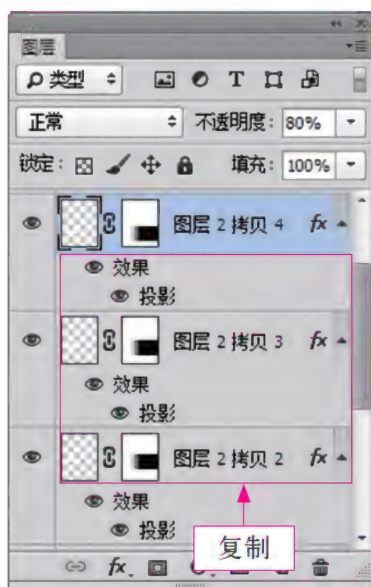 图层
类型
正常 不透明度: 80%
锁定: 填充: 100%
图层 2 拷贝 4 fx
效果
投影
图层 2 拷贝 3 fx
效果
投影
图层 2 拷贝 2 fx
效果
投影
复制
fx